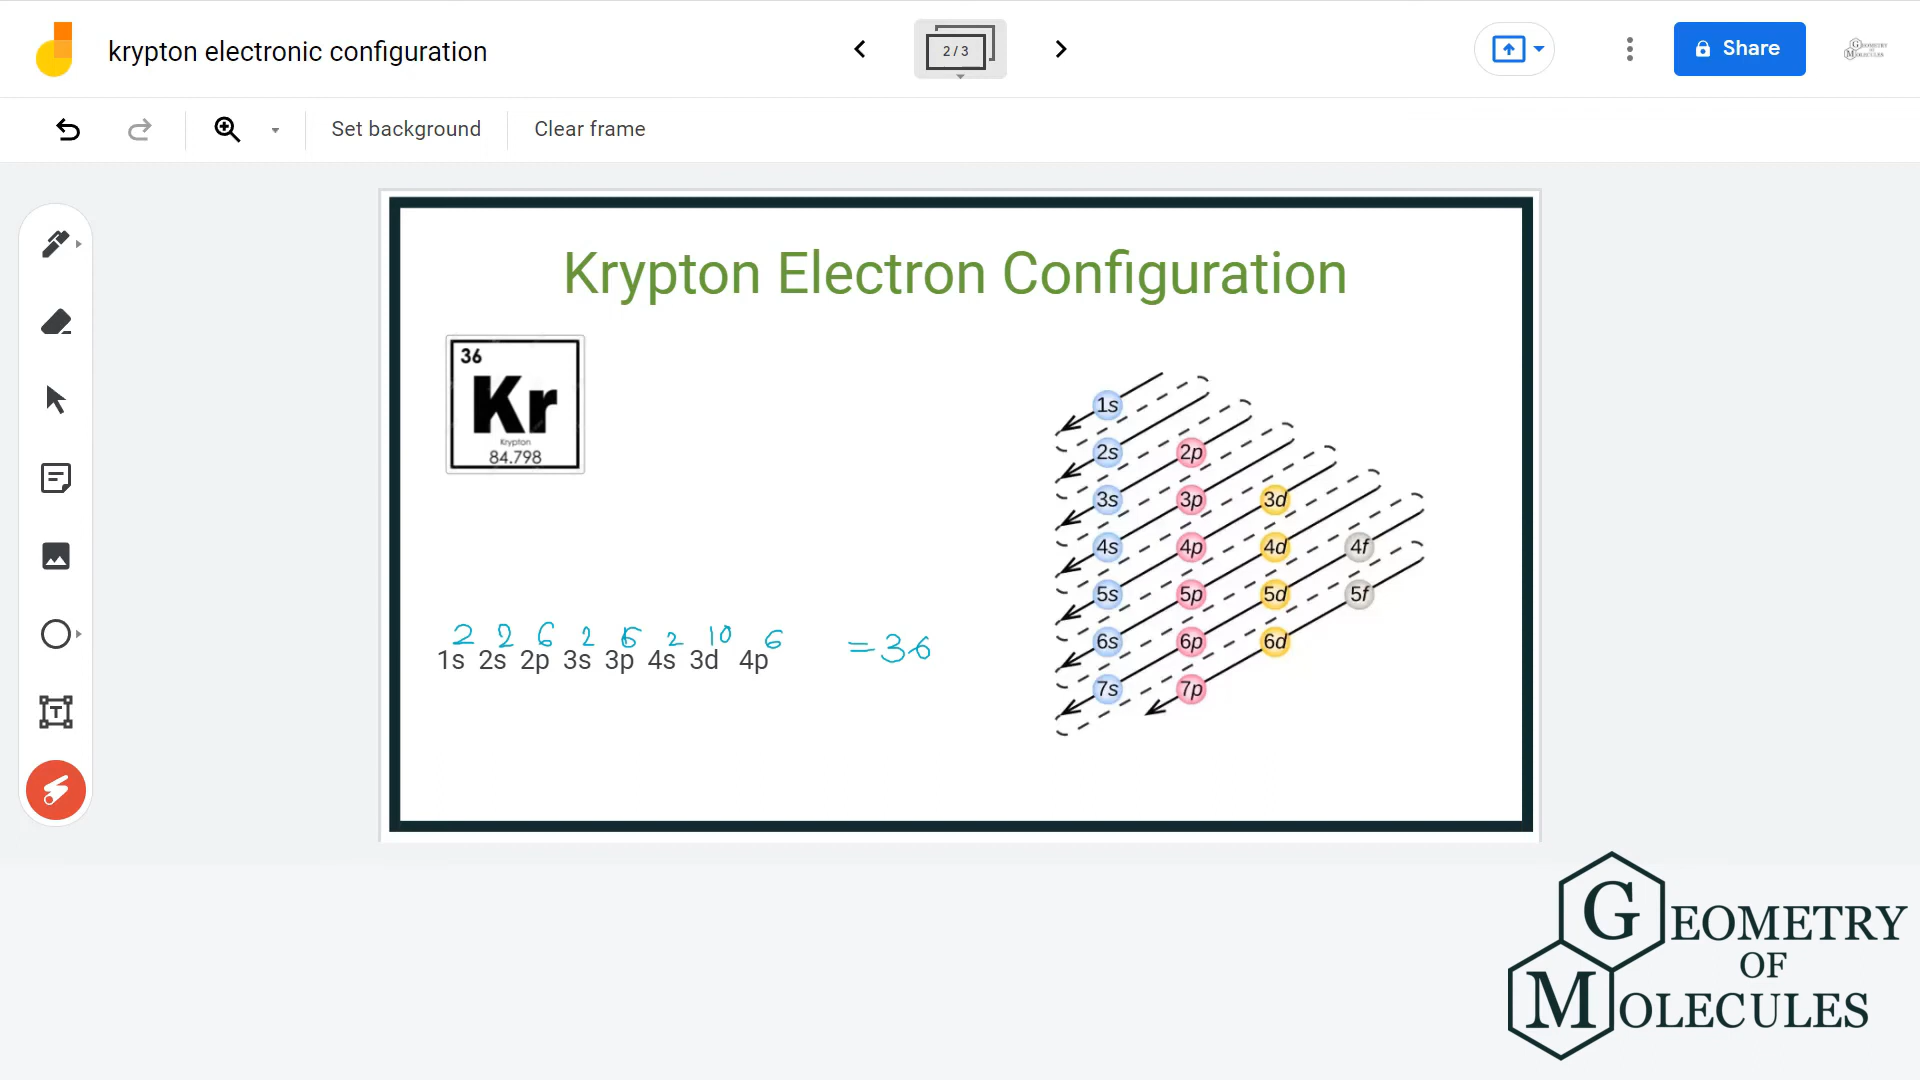 krypton electronic configuration
2 / 3
Share
GEOMETRY OF MOLECULES
Set background
Clear frame
Krypton Electron Configuration
36
Kr
Krypton
84.798
1s
2s 2p
3s 3p 3d
4s 4p 4d 4f
5s 5p 5d 5f
6s 6p 6d
7s 7p
2 2 6 2 6 2 10 6 =36
1s 2s 2p 3s 3p 4s 3d 4p
T
GEOMETRY
OF
MOLECULES